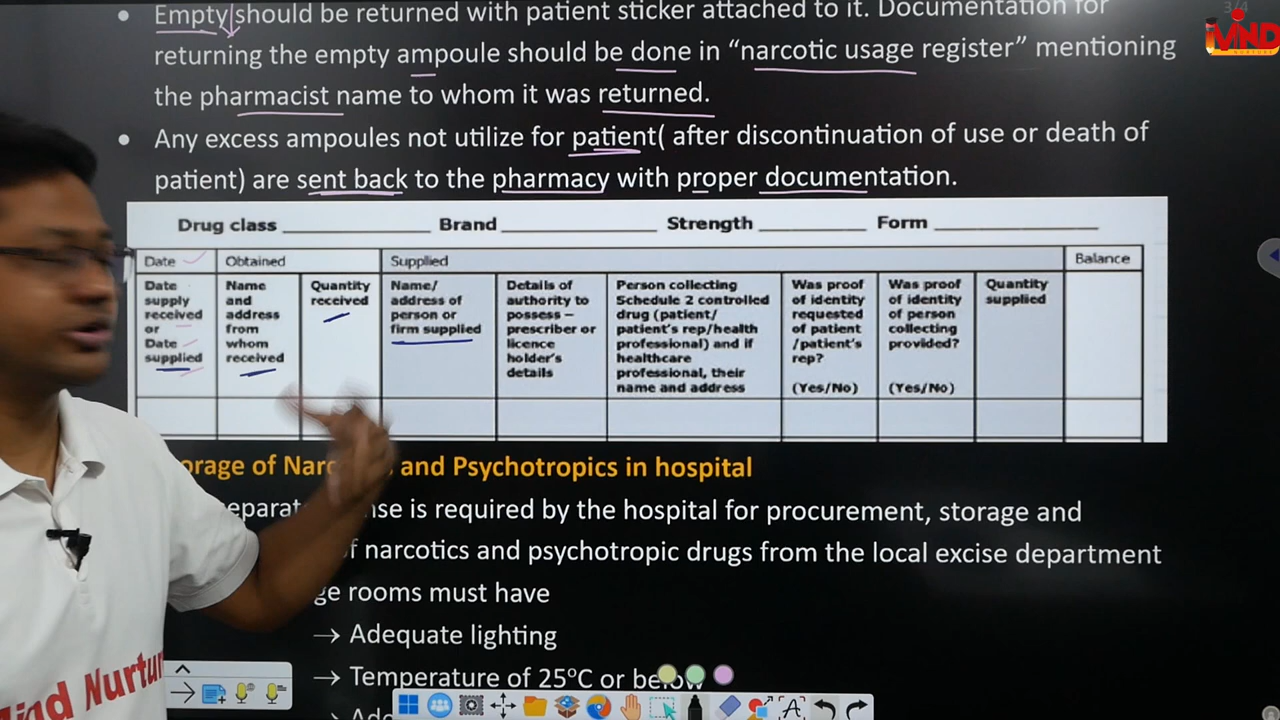 Empty should be returned with patient sticker attached to it. Documentation for
3/4
iMIND
NURTURE
returning the empty ampoule should be done in “narcotic usage register” mentioning
the pharmacist name to whom it was returned.
Any excess ampoules not utilize for patient( after discontinuation of use or death of
patient) are sent back to the pharmacy with proper documentation.
Drug class Brand Strength Form
Date Obtained Supplied Balance
Date
supply
received
or
Date
supplied
Name
and
address
from
whom
received
Quantity
received
Name/
address of
person or
firm supplied
Details of
authority to
possess –
prescriber or
licence
holder's
details
Person collecting
Schedule 2 controlled
drug (patient/
patient's rep/health
professional) and if
healthcare
professional, their
name and address
Was proof
of identity
requested
of patient
/patient's
rep?
(Yes/No)
Was proof
of identity
of person
collecting
provided?
(Yes/No)
Quantity
supplied
orage of Nar s and Psychotropics in hospital
eparat nse is required by the hospital for procurement, storage and
f narcotics and psychotropic drugs from the local excise department
ge rooms must have
→ Adequate lighting
→ Temperature of 25°C or below
→ Ade
ind Nurtur